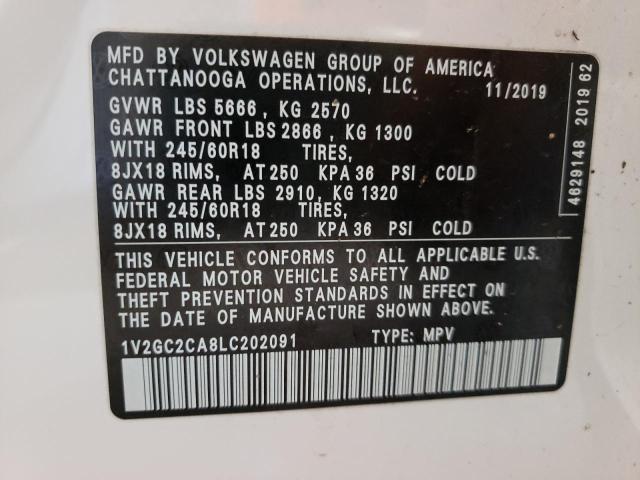 MFD BY VOLKSWAGEN GROUP OF AMERICA
CHATTANOOGA OPERATIONS, LLC. 11/2019
GVWR LBS 5666 , KG 2570
GAWR FRONT LBS 2866 , KG 1300
WITH 245/60R18 TIRES,
8JX18 RIMS, AT 250 KPA 36 PSI COLD
GAWR REAR LBS 2910, KG 1320
WITH 245/60R18 TIRES,
8JX18 RIMS, AT 250 KPA 36 PSI COLD
THIS VEHICLE CONFORMS TO ALL APPLICABLE U.S.
FEDERAL MOTOR VEHICLE SAFETY AND
THEFT PREVENTION STANDARDS IN EFFECT ON
THE DATE OF MANUFACTURE SHOWN ABOVE.
1V2GC2CA8LC202091 TYPE: MPV
4629148 2019 62